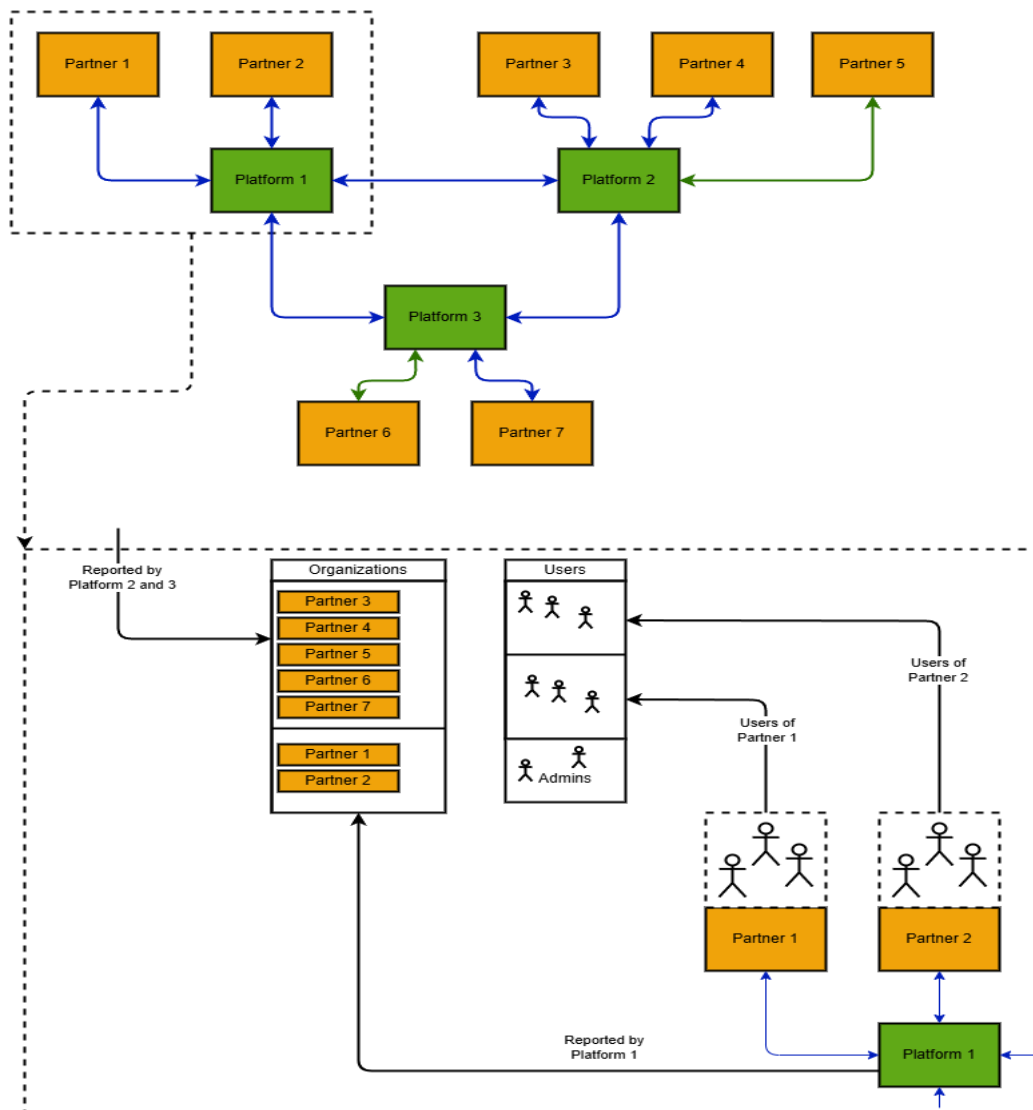 Partner 1
Partner 2
Partner 3
Partner 4
Partner 5
Platform 1
Platform 2
Platform 3
Partner 6
Partner 7
Reported by
Platform 2 and 3
Organizations
Partner 3
Partner 4
Partner 5
Partner 6
Partner 7
Partner 1
Partner 2
Users
Admins
Users of
Partner 2
Users of
Partner 1
Partner 1
Partner 2
Reported by
Platform 1
Platform 1